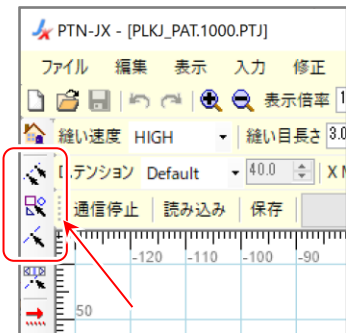 PTN-JX - [PLKJ_PAT.1000.PTJ]
ファイル 編集 表示 入力 修正
表示倍率 1
縫い速度 HIGH 縫い目長さ 3.0
テンション Default 40.0 X
通信停止 読み込み 保存
-120 -110 -100 -90
50